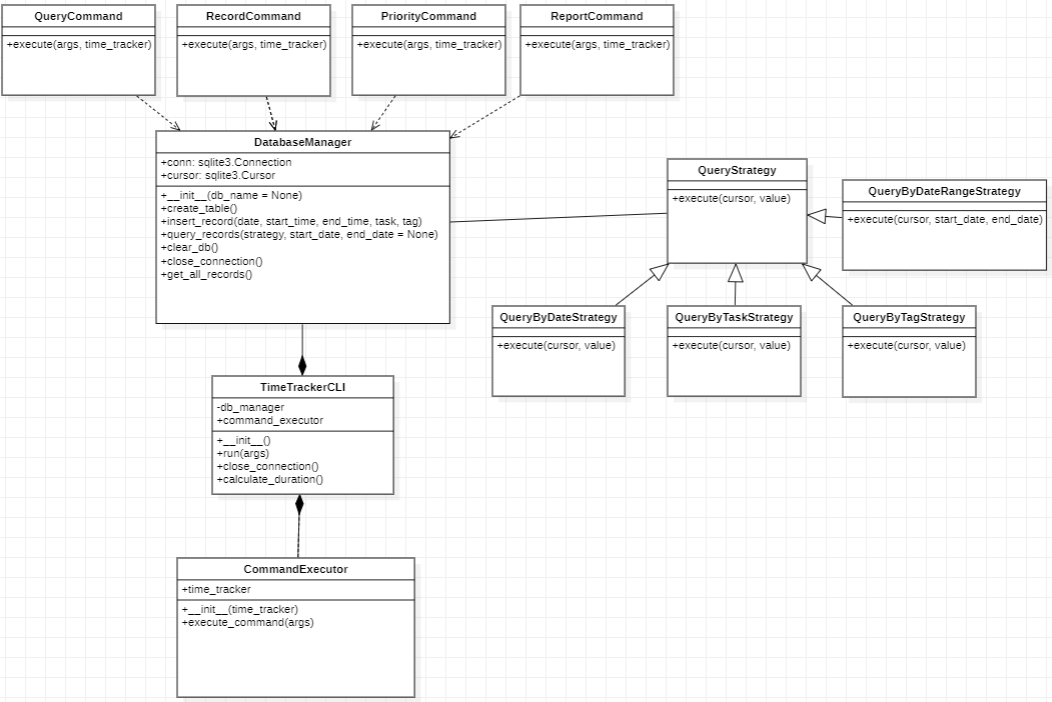 QueryCommand
+execute(args, time_tracker)
RecordCommand
+execute(args, time_tracker)
PriorityCommand
+execute(args, time_tracker)
ReportCommand
+execute(args, time_tracker)
DatabaseManager
+conn: sqlite3.Connection
+cursor: sqlite3.Cursor
+__init__(db_name = None)
+create_table()
+insert_record(date, start_time, end_time, task, tag)
+query_records(strategy, start_date, end_date = None)
+clear_db()
+close_connection()
+get_all_records()
QueryStrategy
+execute(cursor, value)
QueryByDateRangeStrategy
+execute(cursor, start_date, end_date)
QueryByDateStrategy
+execute(cursor, value)
QueryByTaskStrategy
+execute(cursor, value)
QueryByTagStrategy
+execute(cursor, value)
TimeTrackerCLI
-db_manager
+command_executor
+__init__()
+run(args)
+close_connection()
+calculate_duration()
CommandExecutor
+time_tracker
+__init__(time_tracker)
+execute_command(args)